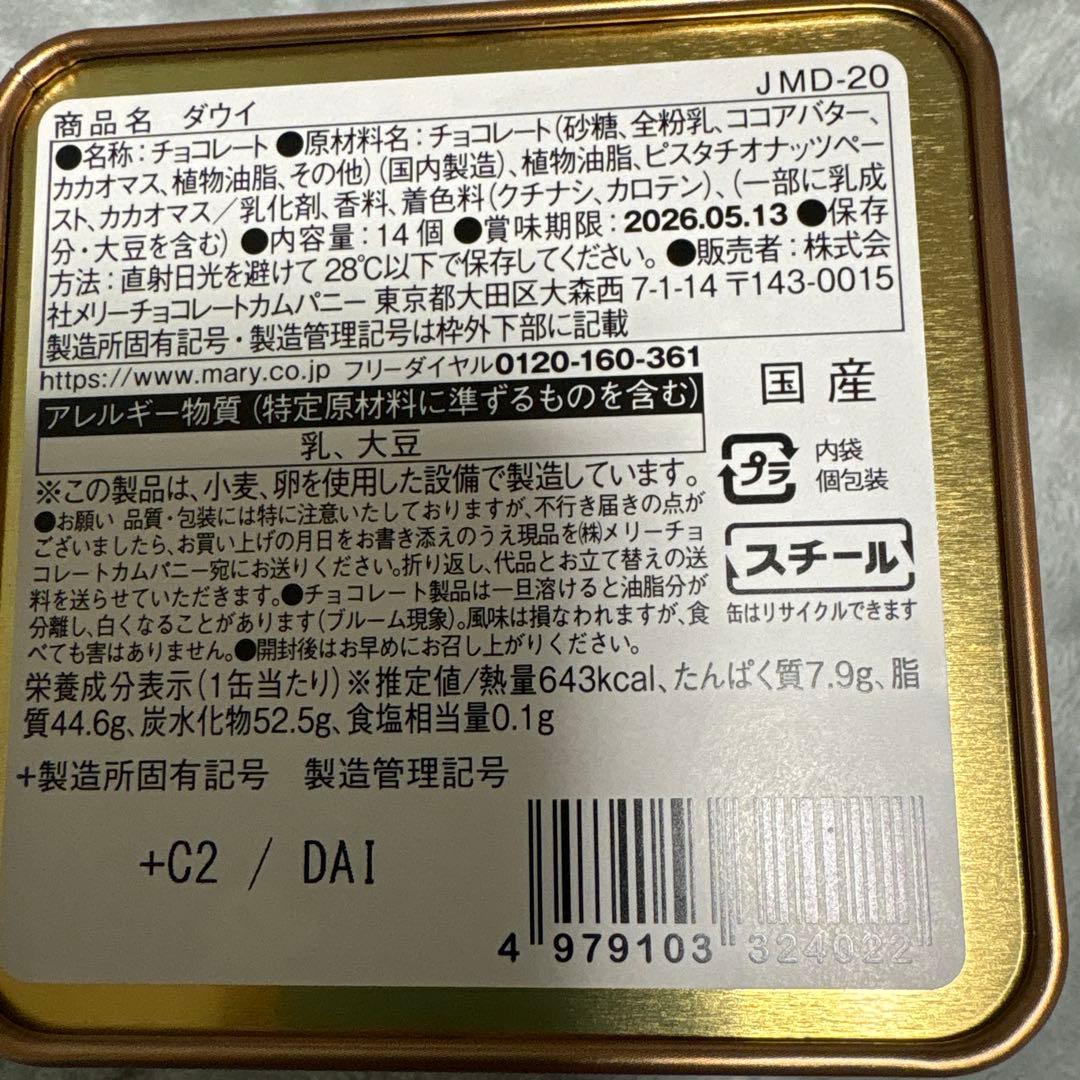 JMD-20
商品名 ダウイ
●名称：チョコレート ●原材料名：チョコレート（砂糖、全粉乳、ココアバター、
カカオマス、植物油脂、その他）（国内製造）、植物油脂、ピスタチオナッツペー
スト、カカオマス／乳化剤、香料、着色料（クチナシ、カロテン）、（一部に乳成
分・大豆を含む）●内容量：14個 ●賞味期限：2026.05.13 ●保存
方法：直射日光を避けて28℃以下で保存してください。●販売者：株式会
社メリーチョコレートカムパニー 東京都大田区大森西7-1-14 〒143-0015
製造所固有記号・製造管理記号は枠外下部に記載
https://www.mary.co.jp フリーダイヤル0120-160-361
アレルギー物質（特定原材料に準ずるものを含む）
乳、大豆
国産
プラ
内袋
個包装
※この製品は、小麦、卵を使用した設備で製造しています。
●お願い 品質・包装には特に注意いたしておりますが、不行き届きの点が
ございましたら、お買い上げの月日をお書き添えのうえ現品を㈱メリーチョ
コレートカムパニー宛にお送りください。折り返し、代品とお立て替えの送
料を送らせていただきます。●チョコレート製品は一旦溶けると油脂分が
分離し、白くなることがあります（ブルーム現象）。風味は損なわれますが、食
べても害はありません。●開封後はお早めにお召し上がりください。
スチール
缶はリサイクルできます
栄養成分表示（1缶当たり）※推定値/熱量643kcal、たんぱく質7.9g、脂
質44.6g、炭水化物52.5g、食塩相当量0.1g
+製造所固有記号 製造管理記号
+C2 / DAI
4 979103 324022